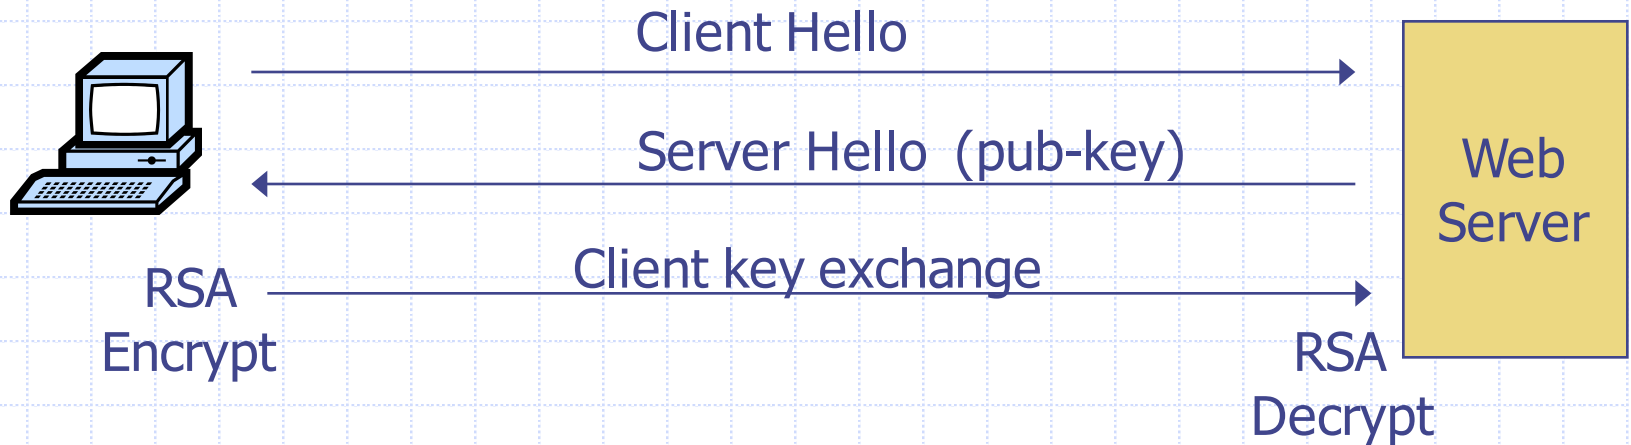 Client Hello
Server Hello (pub-key)
Web
Server
Client key exchange
RSA
Encrypt
RSA
Decrypt